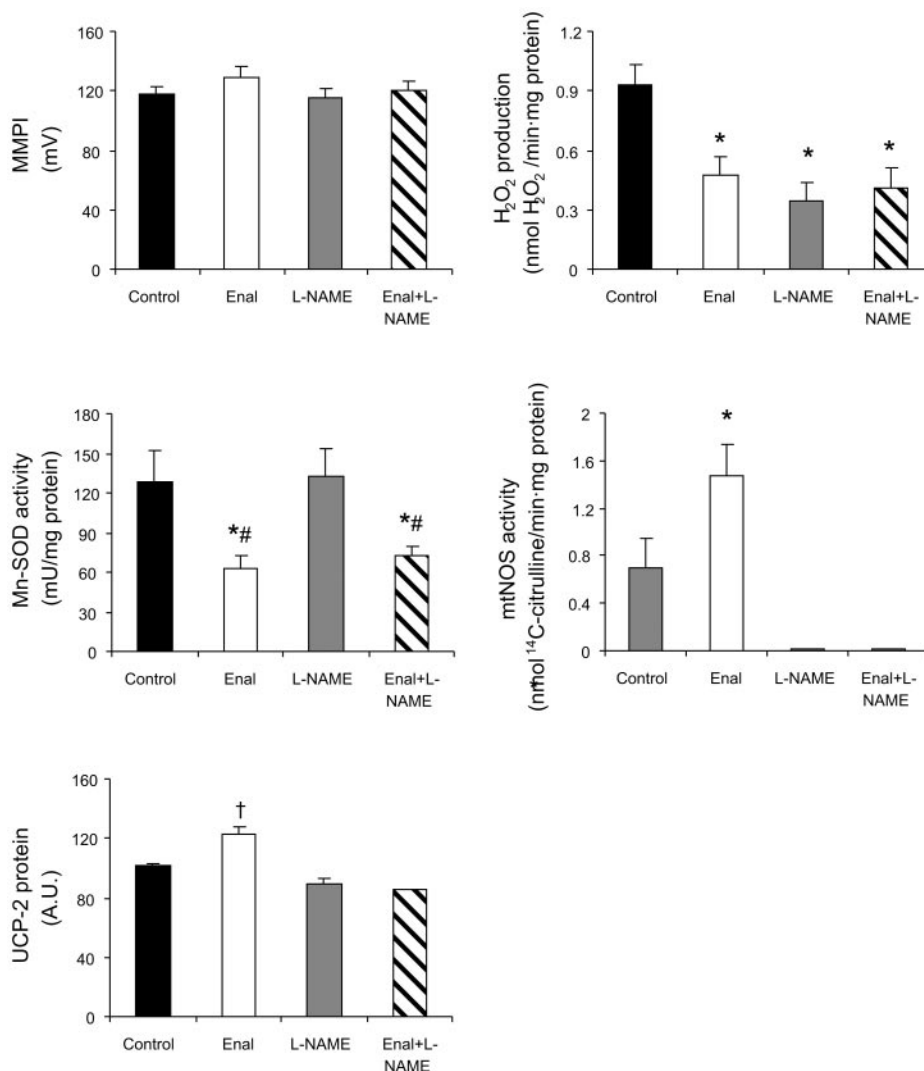 MMPI
(mV)
160
120
80
40
0
Control
Enal
L-NAME
Enal+L-
NAME
H₂O₂ production
(nmol H₂O₂ /min·mg protein)
1.2
0.9
0.6
0.3
0
*
*
*
Control
Enal
L-NAME
Enal+L-
NAME
Mn-SOD activity
(mU/mg protein)
180
150
120
90
60
30
0
*#
*#
Control
Enal
L-NAME
Enal+L-
NAME
mtNOS activity
(nmol ¹⁴C-citrulline/min·mg protein)
2
1.6
1.2
0.8
0.4
0
*
Control
Enal
L-NAME
Enal+L-
NAME
UCP-2 protein
(A.U.)
160
120
80
40
0
†
Control
Enal
L-NAME
Enal+L-
NAME